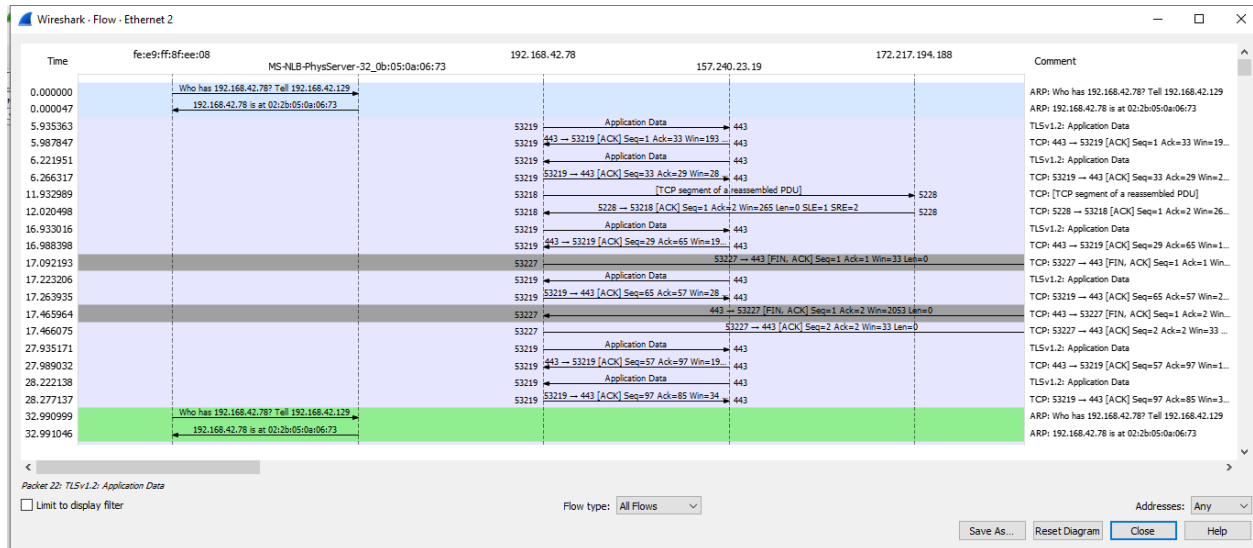 Wireshark · Flow · Ethernet 2
Time fe:e9:ff:8f:ee:08 MS-NLB-PhysServer-32_0b:05:0a:06:73 192.168.42.78 157.240.23.19 172.217.194.188 Comment
0.000000 Who has 192.168.42.78? Tell 192.168.42.129 ARP: Who has 192.168.42.78? Tell 192.168.42.129
0.000047 192.168.42.78 is at 02:2b:05:0a:06:73 ARP: 192.168.42.78 is at 02:2b:05:0a:06:73
5.935363 53219 Application Data 443 TLSv1.2: Application Data
5.987847 53219 443 → 53219 [ACK] Seq=1 Ack=33 Win=193 ... 443 TCP: 443 → 53219 [ACK] Seq=1 Ack=33 Win=19...
6.221951 53219 Application Data 443 TLSv1.2: Application Data
6.266317 53219 53219 → 443 [ACK] Seq=33 Ack=29 Win=28 ... 443 TCP: 53219 → 443 [ACK] Seq=33 Ack=29 Win=2...
11.932989 53218 [TCP segment of a reassembled PDU] 5228 TCP: [TCP segment of a reassembled PDU]
12.020498 53218 5228 → 53218 [ACK] Seq=1 Ack=2 Win=265 Len=0 SLE=1 SRE=2 5228 TCP: 5228 → 53218 [ACK] Seq=1 Ack=2 Win=26...
16.933016 53219 Application Data 443 TLSv1.2: Application Data
16.988398 53219 443 → 53219 [ACK] Seq=29 Ack=65 Win=19... 443 TCP: 443 → 53219 [ACK] Seq=29 Ack=65 Win=1...
17.092193 53227 53227 → 443 [FIN, ACK] Seq=1 Ack=1 Win=33 Len=0 TCP: 53227 → 443 [FIN, ACK] Seq=1 Ack=1 Win...
17.223206 53219 Application Data 443 TLSv1.2: Application Data
17.263935 53219 53219 → 443 [ACK] Seq=65 Ack=57 Win=28 ... 443 TCP: 53219 → 443 [ACK] Seq=65 Ack=57 Win=2...
17.465964 53227 443 → 53227 [FIN, ACK] Seq=1 Ack=2 Win=2053 Len=0 TCP: 443 → 53227 [FIN, ACK] Seq=1 Ack=2 Win...
17.466075 53227 53227 → 443 [ACK] Seq=2 Ack=2 Win=33 Len=0 TCP: 53227 → 443 [ACK] Seq=2 Ack=2 Win=33 ...
27.935171 53219 Application Data 443 TLSv1.2: Application Data
27.989032 53219 443 → 53219 [ACK] Seq=57 Ack=97 Win=19... 443 TCP: 443 → 53219 [ACK] Seq=57 Ack=97 Win=1...
28.222138 53219 Application Data 443 TLSv1.2: Application Data
28.277137 53219 53219 → 443 [ACK] Seq=97 Ack=85 Win=34 ... 443 TCP: 53219 → 443 [ACK] Seq=97 Ack=85 Win=3...
32.990999 Who has 192.168.42.78? Tell 192.168.42.129 ARP: Who has 192.168.42.78? Tell 192.168.42.129
32.991046 192.168.42.78 is at 02:2b:05:0a:06:73 ARP: 192.168.42.78 is at 02:2b:05:0a:06:73
Packet 22: TLSv1.2: Application Data
Limit to display filter Flow type: All Flows Addresses: Any
Save As... Reset Diagram Close Help